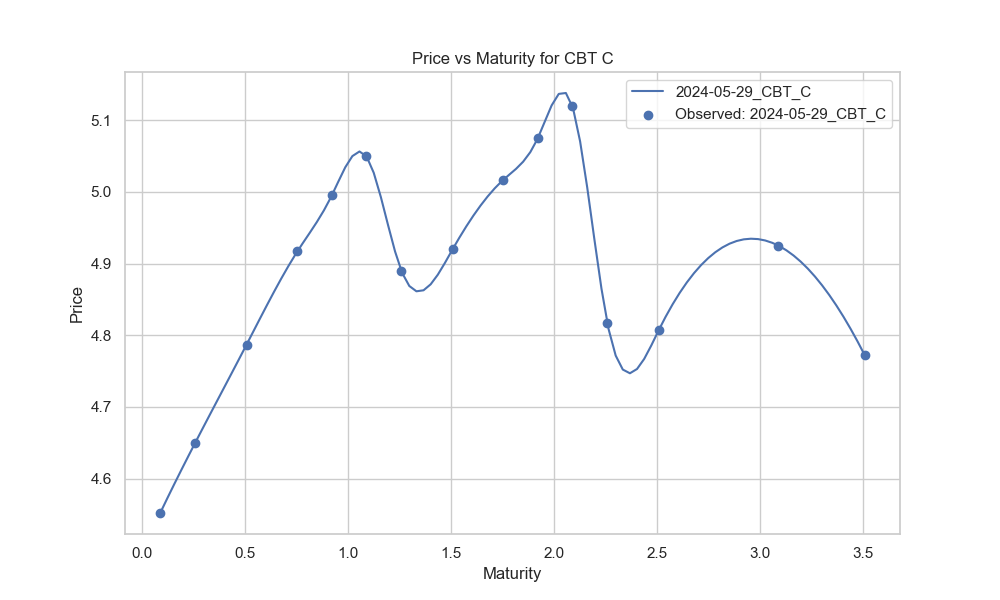 Price vs Maturity for CBT C
2024-05-29_CBT_C
Observed: 2024-05-29_CBT_C
Price
5.1
5.0
4.9
4.8
4.7
4.6
0.0 0.5 1.0 1.5 2.0 2.5 3.0 3.5
Maturity